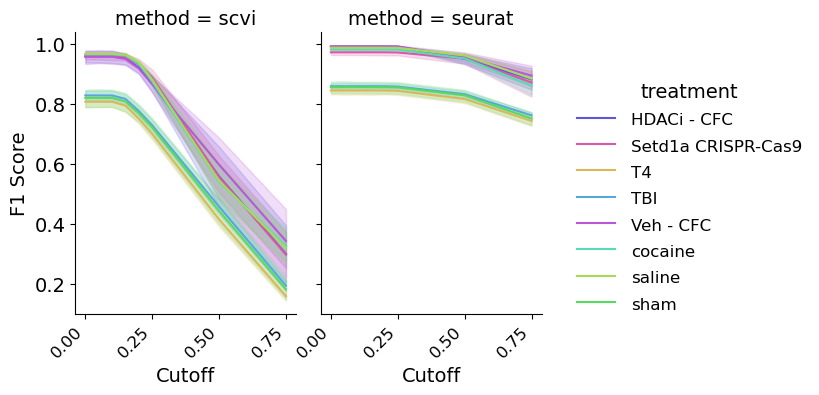 method = scvi
method = seurat
1.0
0.8
0.6
0.4
0.2
F1 Score
0.00
0.25
0.50
0.75
Cutoff
0.00
0.25
0.50
0.75
Cutoff
treatment
HDACi - CFC
Setd1a CRISPR-Cas9
T4
TBI
Veh - CFC
cocaine
saline
sham